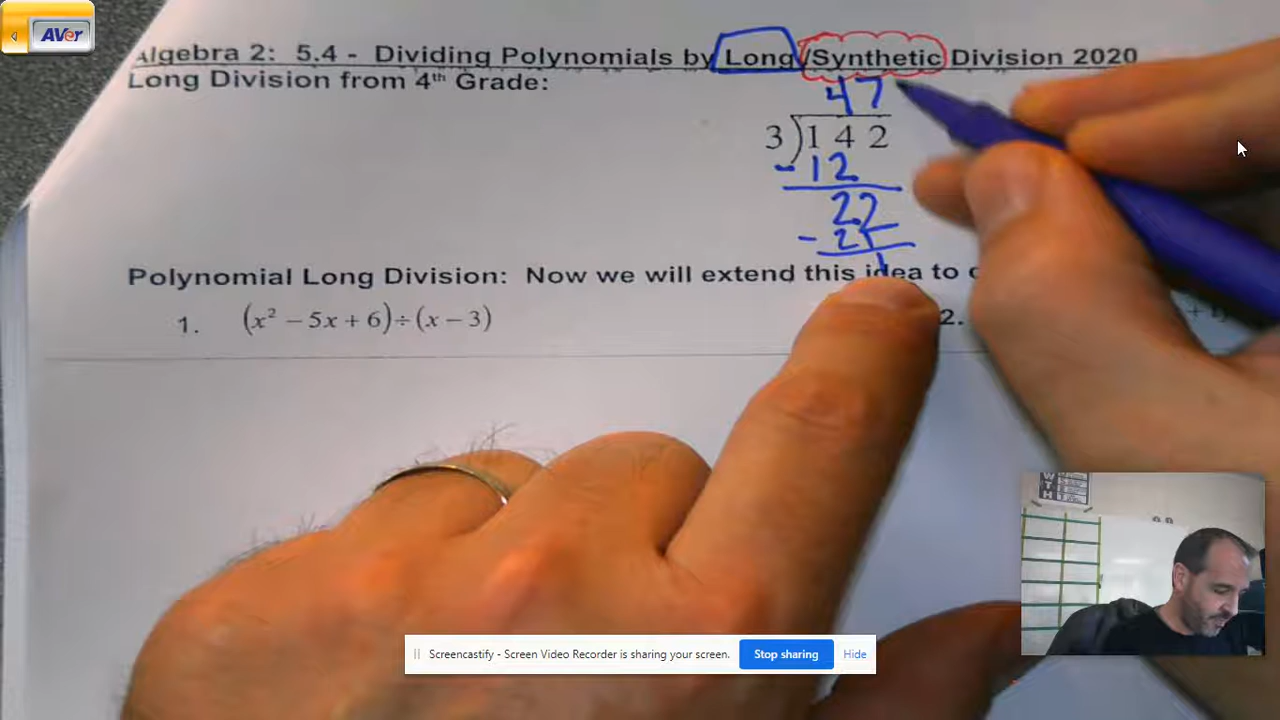 AVer
Algebra 2: 5.4 - Dividing Polynomials by Long/Synthetic Division 2020
Long Division from 4th Grade:
47
3)142
-12
22
-21
1
Polynomial Long Division: Now we will extend this idea to
1. (x² − 5x + 6) ÷ (x − 3)
2.
Screencastify - Screen Video Recorder is sharing your screen. Stop sharing Hide